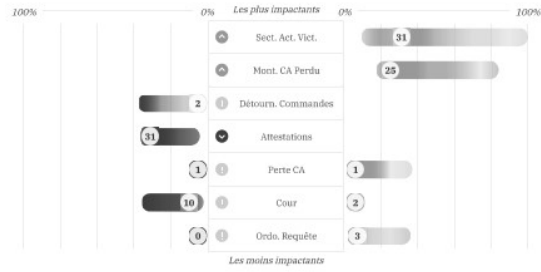 100% 0% Les plus impactants 0% 100%
Sect. Act. Vict. 31
Mont. CA Perdu 25
2 ! Détourn. Commandes
31 Attestations
1 ! Perte CA 1
10 ! Cour 2
0 ! Ordo. Requête 3
Les moins impactants